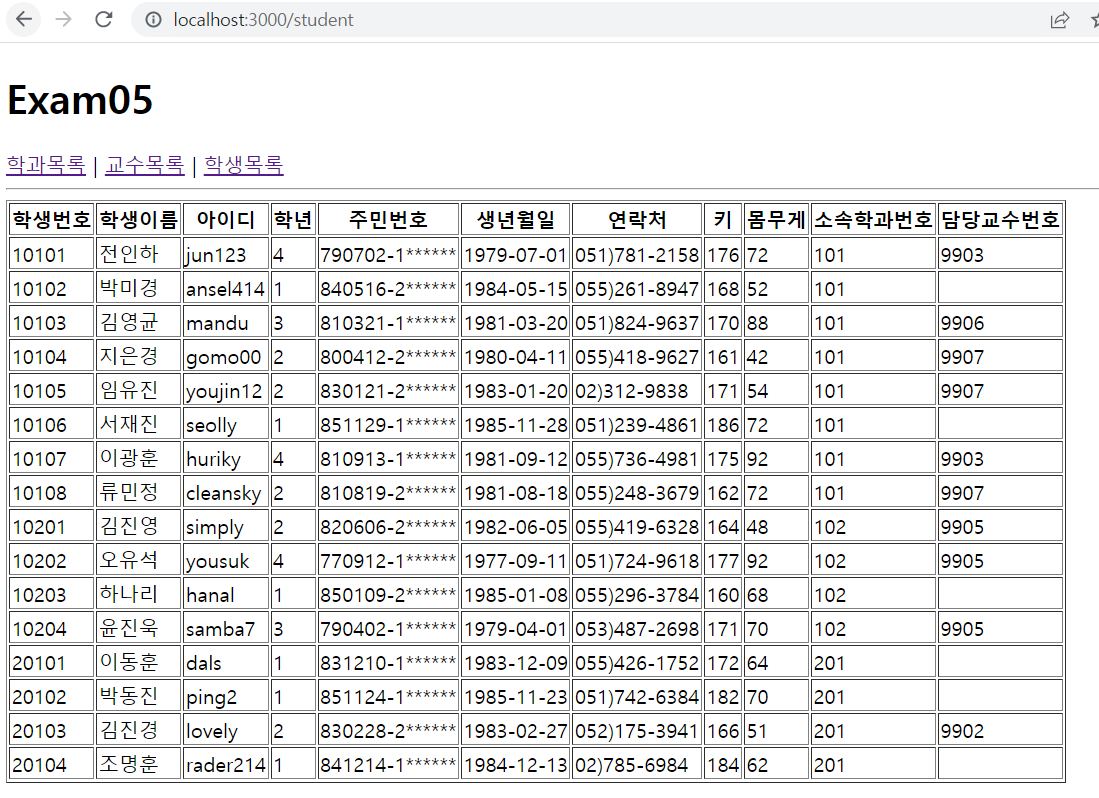 localhost:3000/student
Exam05
학과목록 | 교수목록 | 학생목록
학생번호 학생이름 아이디 학년 주민번호 생년월일 연락처 키 몸무게 소속학과번호 담당교수번호
10101 전인하 jun123 4 790702-1****** 1979-07-01 051)781-2158 176 72 101 9903
10102 박미경 ansel414 1 840516-2****** 1984-05-15 055)261-8947 168 52 101
10103 김영균 mandu 3 810321-1****** 1981-03-20 051)824-9637 170 88 101 9906
10104 지은경 gomo00 2 800412-2****** 1980-04-11 055)418-9627 161 42 101 9907
10105 임유진 youjin12 2 830121-2****** 1983-01-20 02)312-9838 171 54 101 9907
10106 서재진 seolly 1 851129-1****** 1985-11-28 051)239-4861 186 72 101
10107 이광훈 huriky 4 810913-1****** 1981-09-12 055)736-4981 175 92 101 9903
10108 류민정 cleansky 2 810819-2****** 1981-08-18 055)248-3679 162 72 101 9907
10201 김진영 simply 2 820606-2****** 1982-06-05 055)419-6328 164 48 102 9905
10202 오유석 yousuk 4 770912-1****** 1977-09-11 051)724-9618 177 92 102 9905
10203 하나리 hanal 1 850109-2****** 1985-01-08 055)296-3784 160 68 102
10204 윤진욱 samba7 3 790402-1****** 1979-04-01 053)487-2698 171 70 102 9905
20101 이동훈 dals 1 831210-1****** 1983-12-09 055)426-1752 172 64 201
20102 박동진 ping2 1 851124-1****** 1985-11-23 051)742-6384 182 70 201
20103 김진경 lovely 2 830228-2****** 1983-02-27 052)175-3941 166 51 201 9902
20104 조명훈 rader214 1 841214-1****** 1984-12-13 02)785-6984 184 62 201